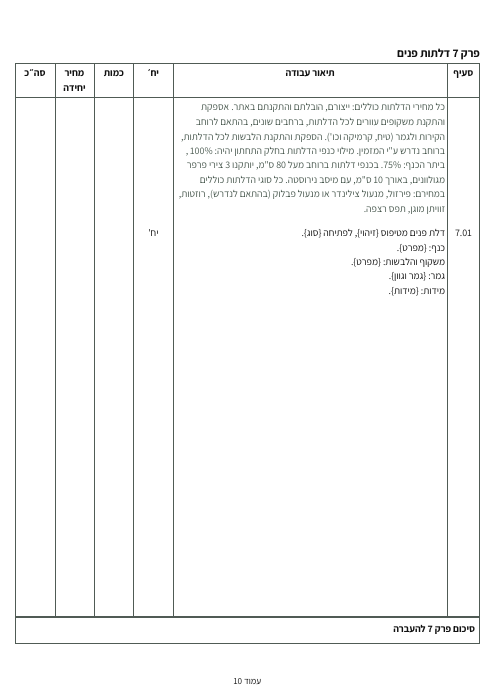 פרק 7 דלתות פנים
סעיף תיאור עבודה יח׳ כמות מחיר יחידה סה״כ
כל מחירי הדלתות כוללים: ייצורם, הובלתם והתקנתם באתר. אספקת
והתקנת משקופים עוורים לכל הדלתות, ברחבים שונים, בהתאם לרוחב
הקירות ולגמר (טיח, קרמיקה וכו'). הספקת והתקנת הלבשות לכל הדלתות,
ברוחב נדרש ע"י המזמין. מילוי כנפי הדלתות בחלק התחתון יהיה: 100% ,
ביתר הכנף: 75%. בכנפי דלתות ברוחב מעל 80 ס"מ, יותקנו 3 צירי פרפר
מגולוונים, באורך 10 ס"מ, עם מיסב נירוסטה. כל סוגי הדלתות כוללים
במחירם: פירזול, מנעול צילינדר או מנעול פבלוק (בהתאם לנדרש), רוזטות,
זוויתן מוגן, תפס רצפה.
7.01 דלת פנים מטיפוס {זיהוי}, לפתיחה {סוג}. יח'
כנף: {מפרט}.
משקוף והלבשות: {מפרט}.
גמר: {גמר וגוון}.
מידות: {מידות}.
סיכום פרק 7 להעברה
עמוד 10